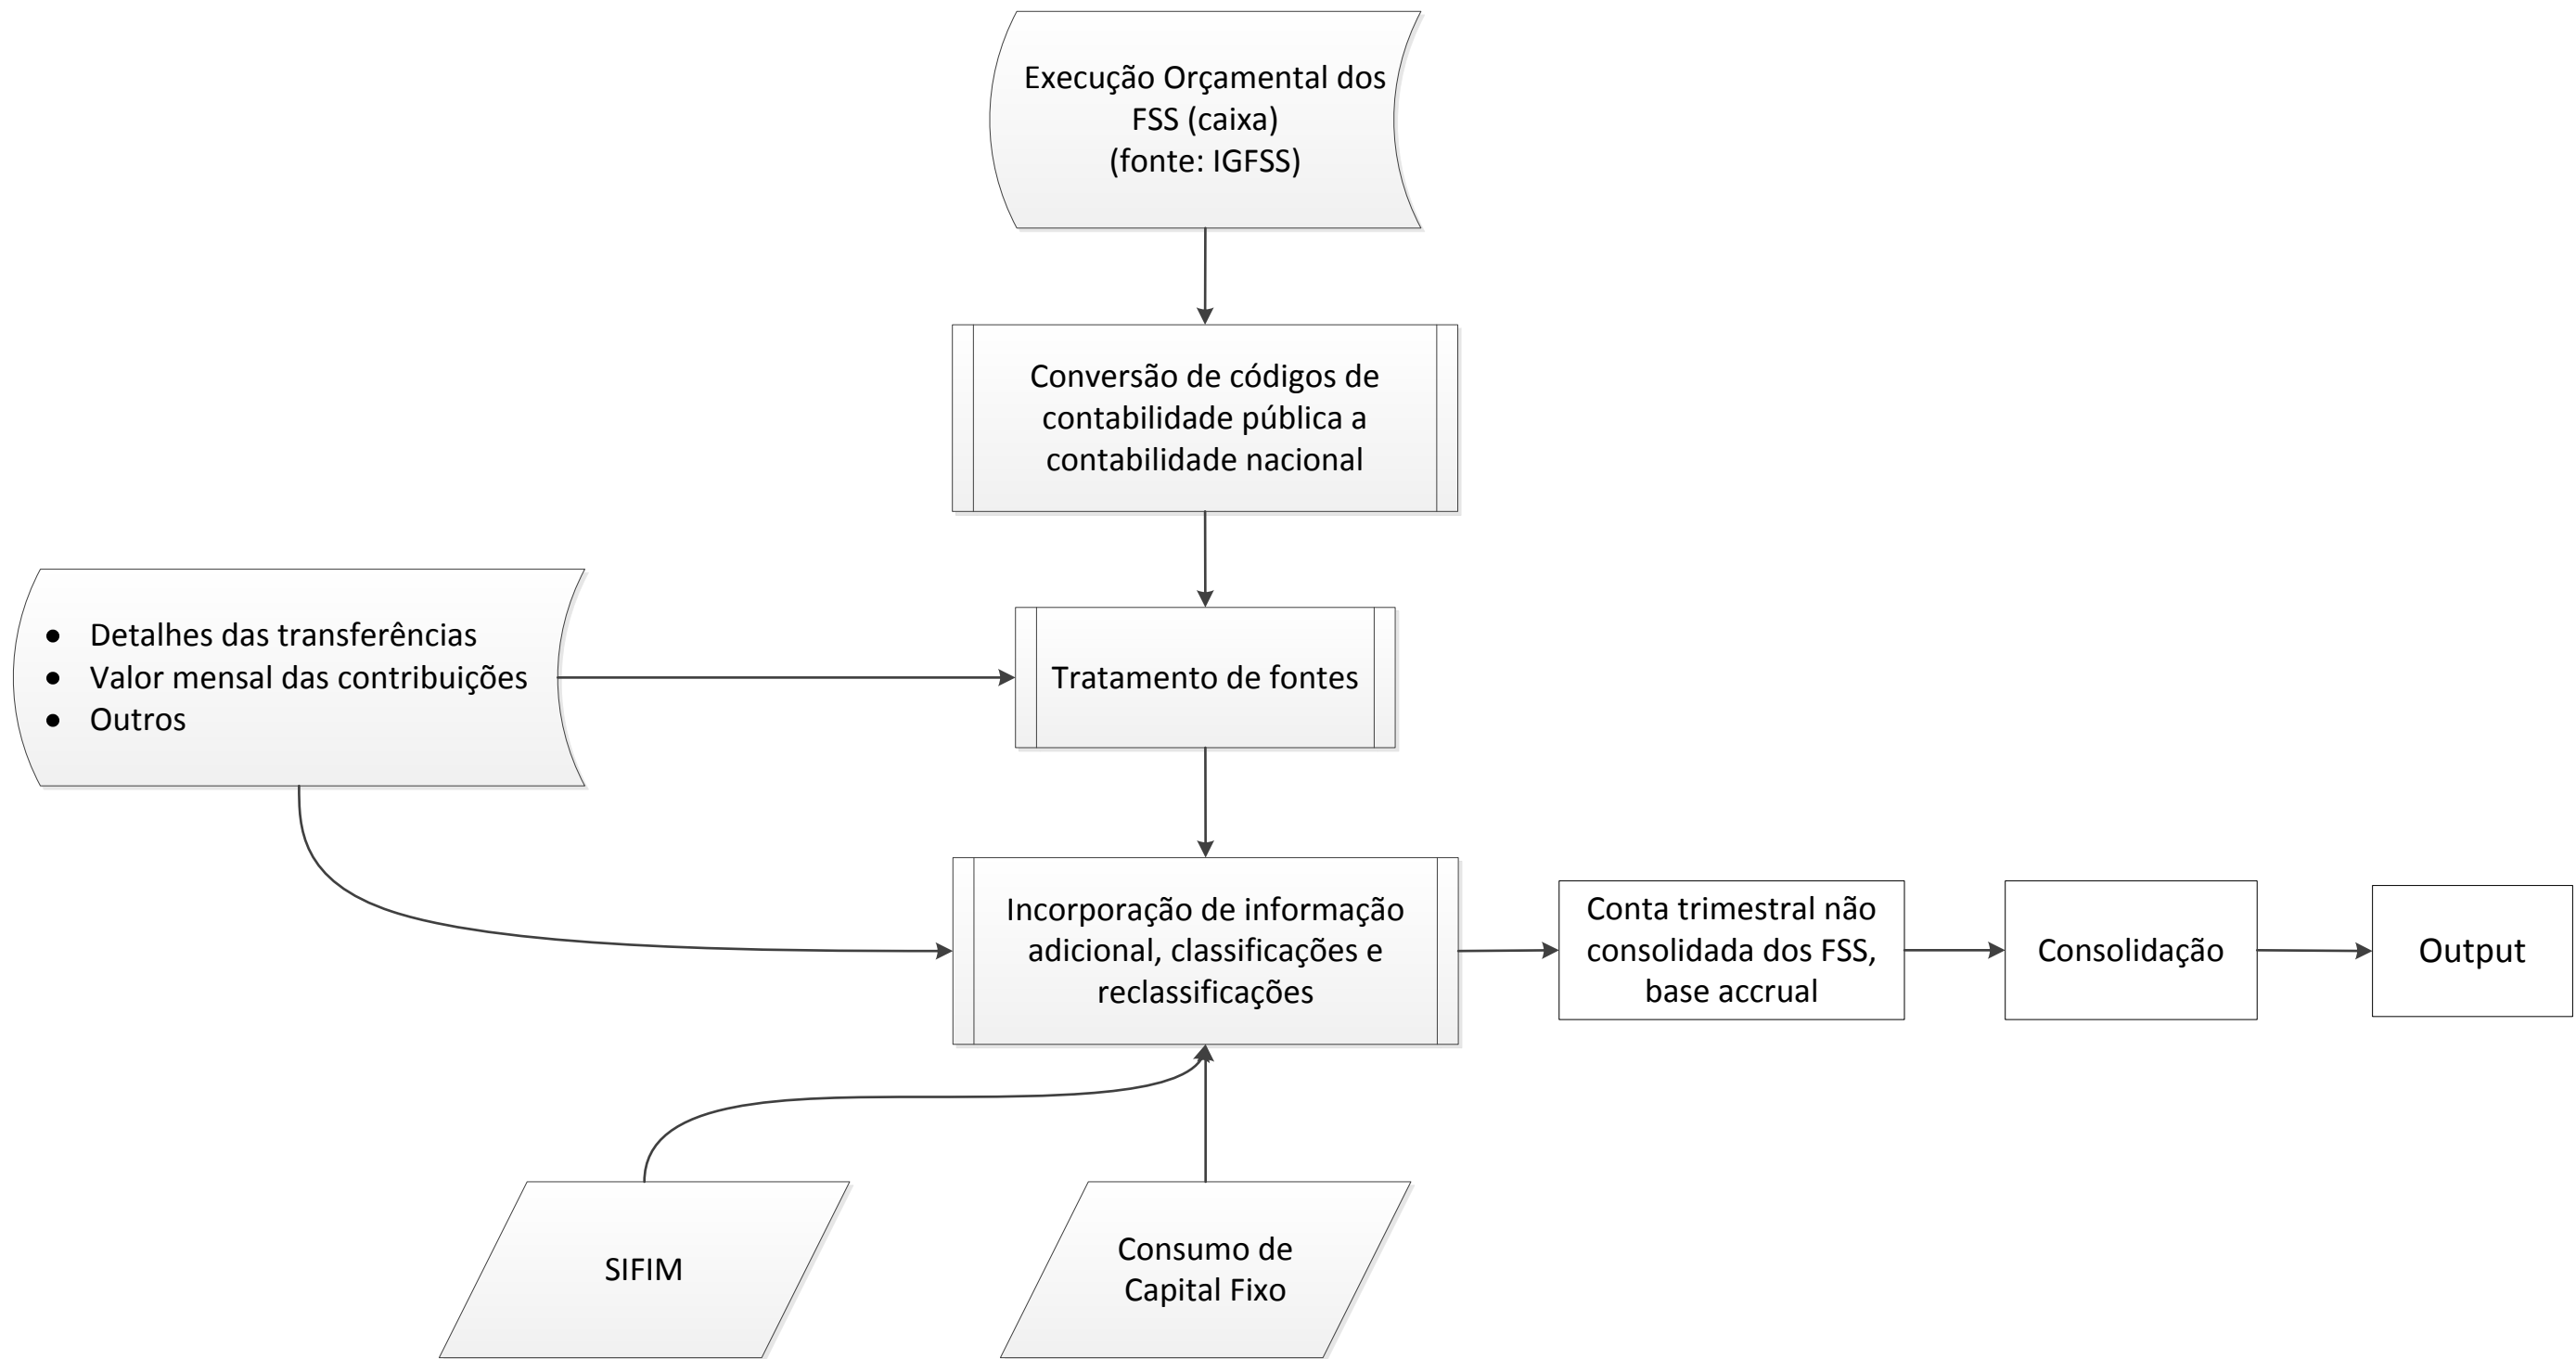 Execução Orçamental dos
FSS (caixa)
(fonte: IGFSS)
Conversão de códigos de
contabilidade pública a
contabilidade nacional
• Detalhes das transferências
• Valor mensal das contribuições
• Outros
Tratamento de fontes
Incorporação de informação
adicional, classificações e
reclassificações
Conta trimestral não
consolidada dos FSS,
base accrual
Consolidação
Output
SIFIM
Consumo de
Capital Fixo